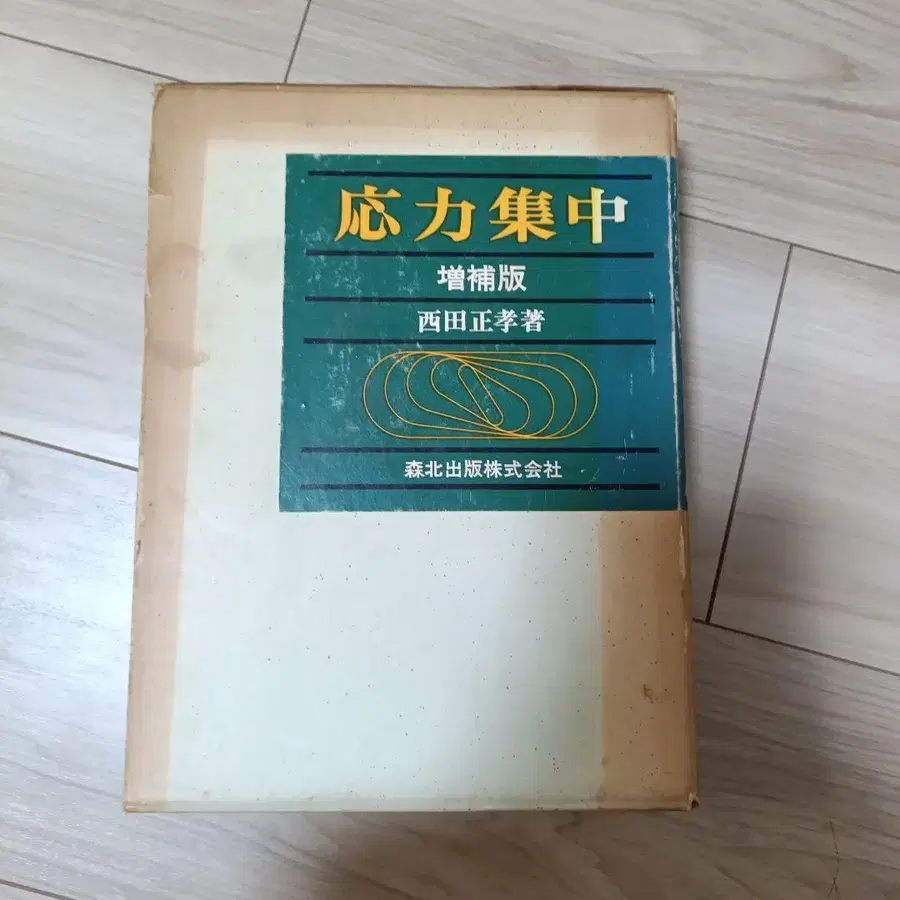 応力集中
増補版
西田正孝著
森北出版株式会社